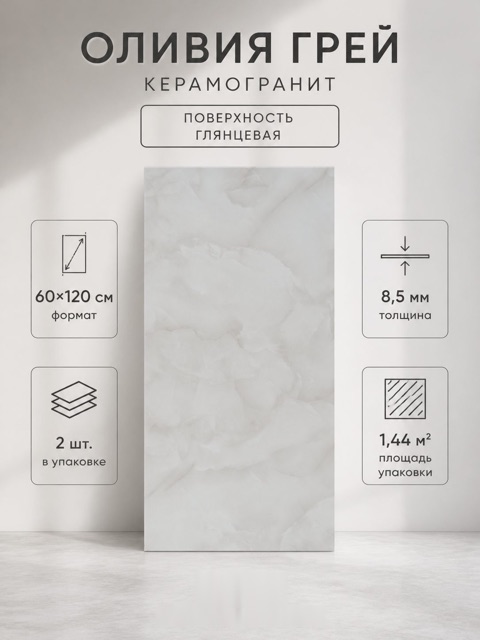 ОЛИВИЯ ГРЕЙ
КЕРАМОГРАНИТ
ПОВЕРХНОСТЬ
ГЛЯНЦЕВАЯ
60×120 см
формат
8,5 мм
толщина
2 шт.
в упаковке
1,44 м²
площадь
упаковки